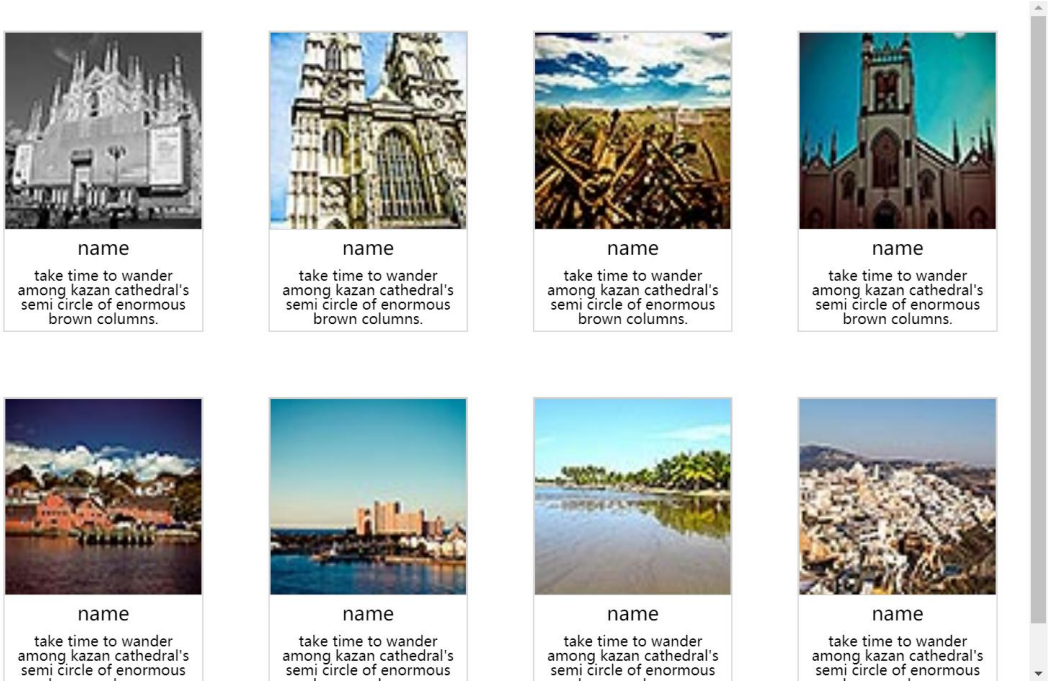 name
take time to wander
among kazan cathedral's
semi circle of enormous
brown columns.
name
take time to wander
among kazan cathedral's
semi circle of enormous
brown columns.
name
take time to wander
among kazan cathedral's
semi circle of enormous
brown columns.
name
take time to wander
among kazan cathedral's
semi circle of enormous
brown columns.
name
take time to wander
among kazan cathedral's
semi circle of enormous
name
take time to wander
among kazan cathedral's
semi circle of enormous
name
take time to wander
among kazan cathedral's
semi circle of enormous
name
take time to wander
among kazan cathedral's
semi circle of enormous